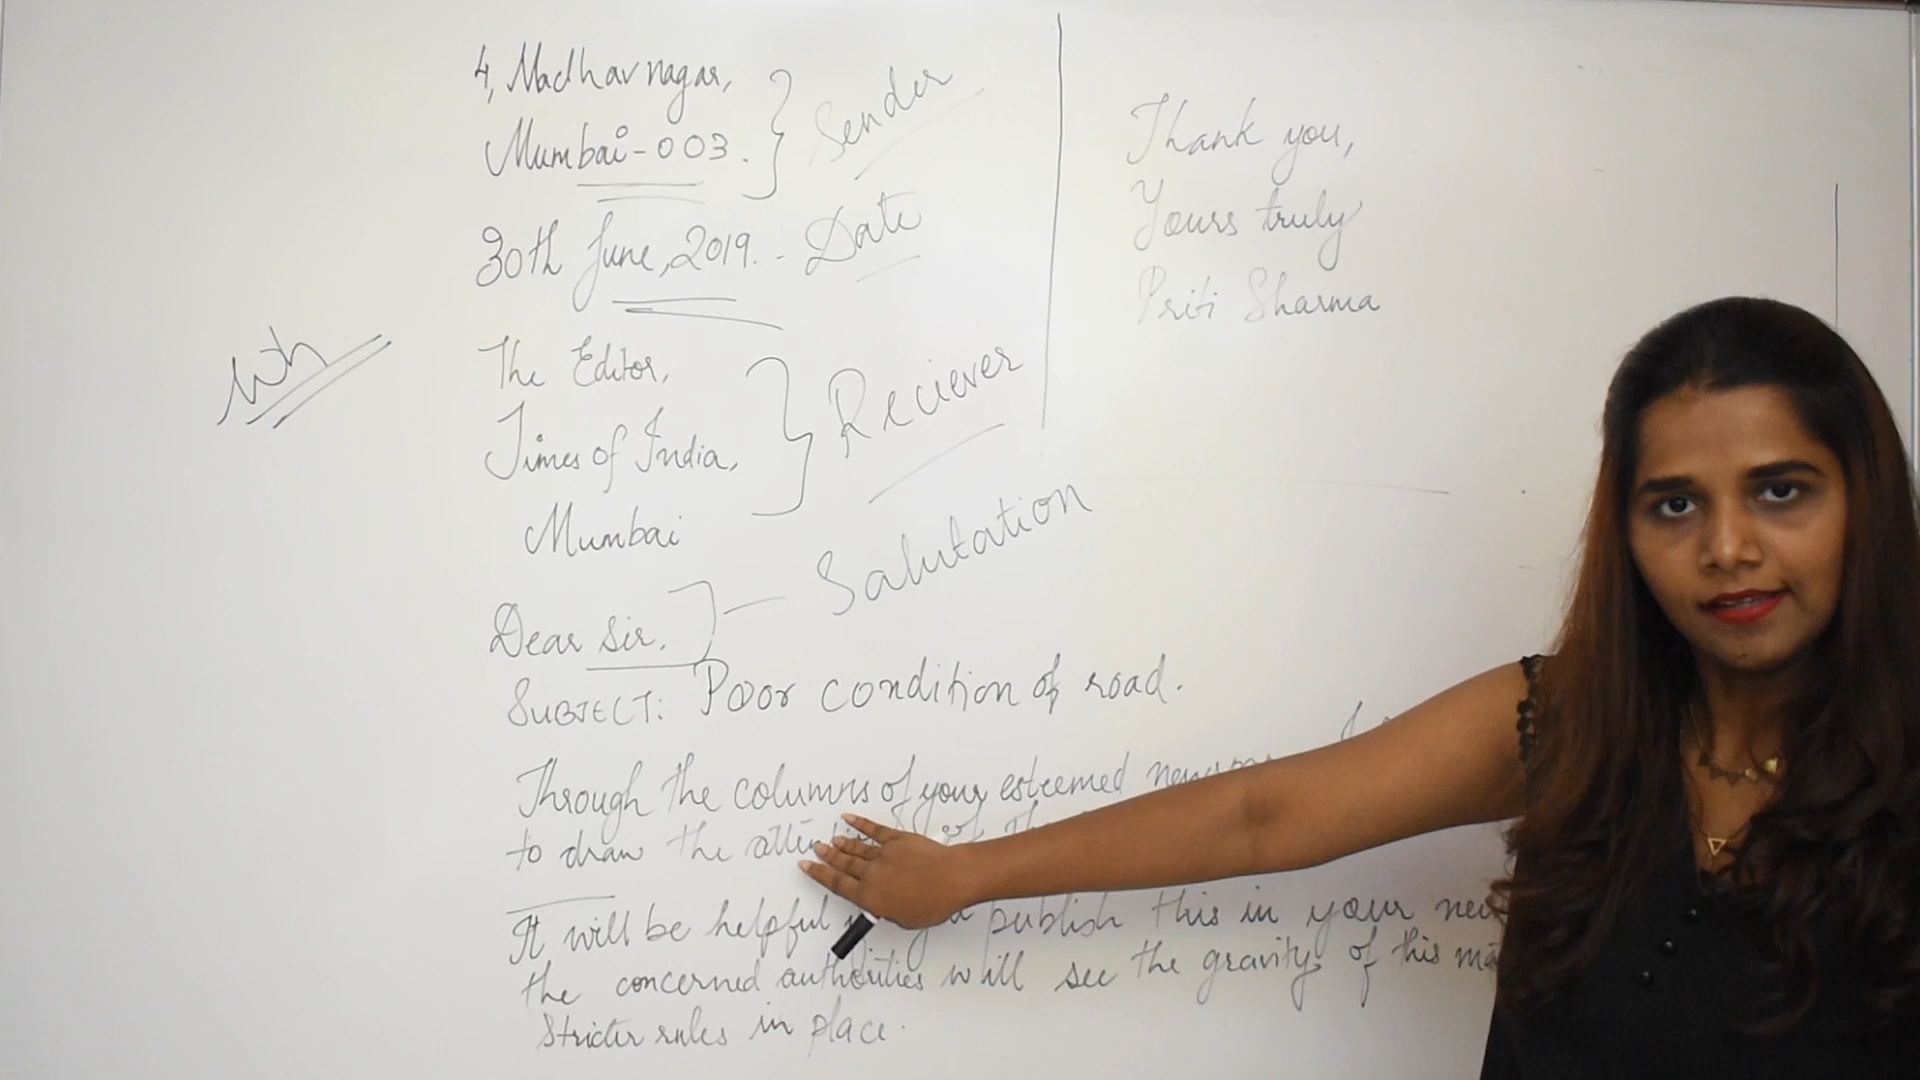 4, Madhavnagar,
Mumbai-003.
Sender
30th June, 2019. - Date
The Editor,
Times of India,
Mumbai
Reciever
Dear Sir,
Salutation
SUBJECT: Poor condition of road.
Through the columns of your esteemed
to draw the
It will be helpful publish this in your
the concerned authorities will see the gravity of this
Stricter rules in place.
Thank you,
Yours truly
Priti Sharma